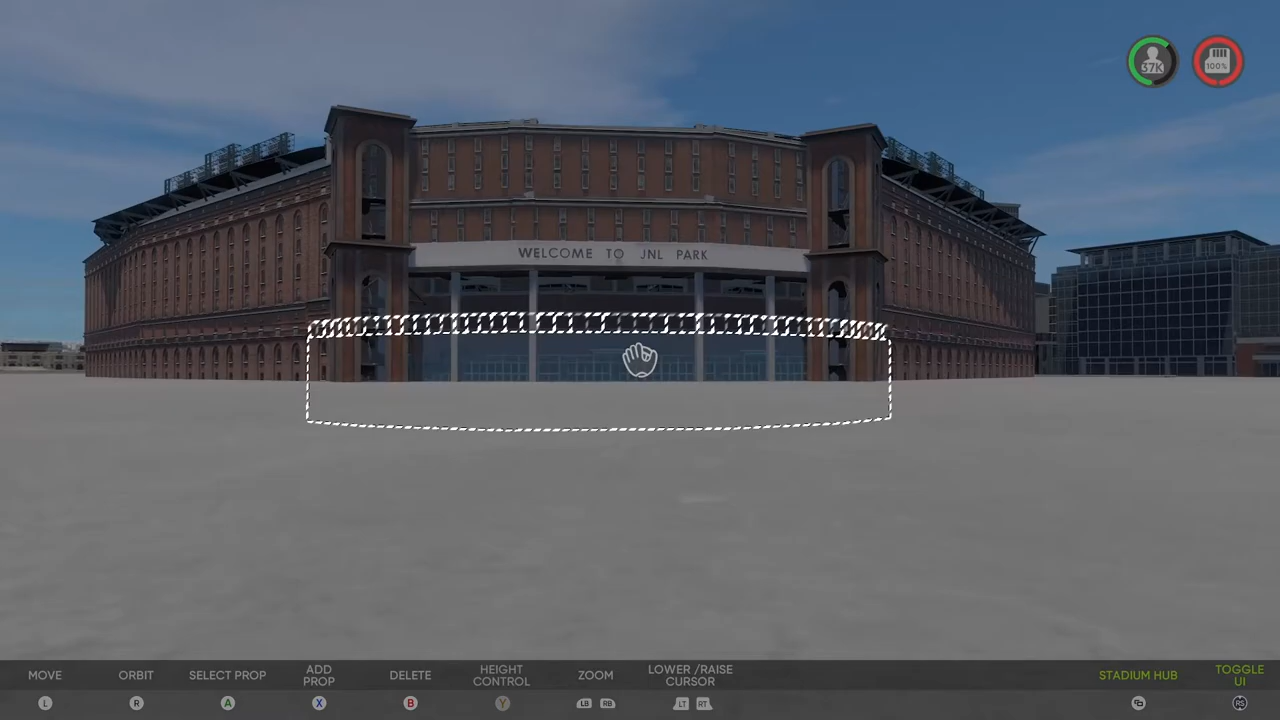 37K
100%
WELCOME TO JNL PARK
MOVE
ORBIT
SELECT PROP
ADD
PROP
DELETE
HEIGHT
CONTROL
ZOOM
LOWER /RAISE
CURSOR
STADIUM HUB
TOGGLE
UI
L
R
A
X
B
Y
LB
RB
LT
RT
RS